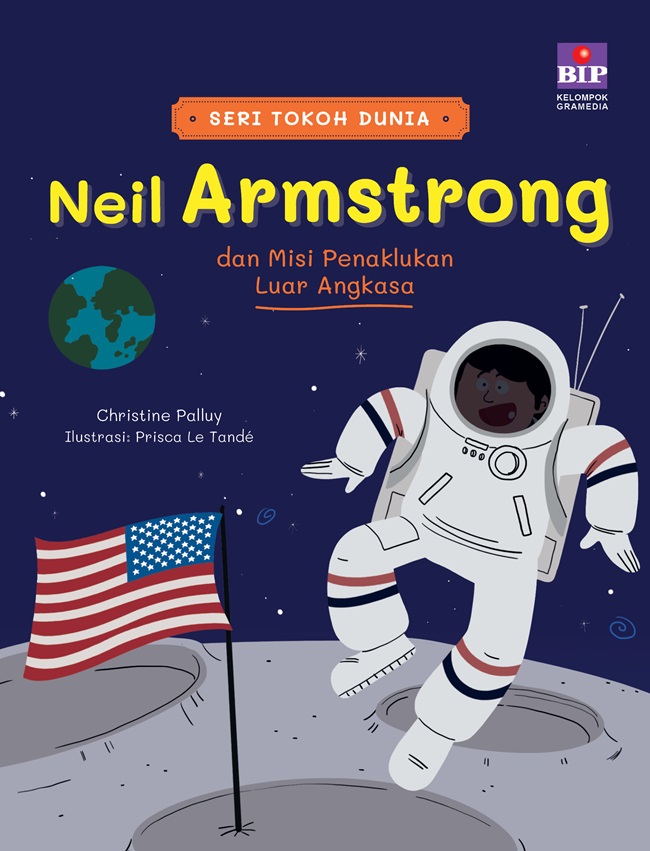 BIP
KELOMPOK
GRAMEDIA
SERI TOKOH DUNIA
Neil Armstrong
dan Misi Penaklukan
Luar Angkasa
Christine Palluy
Ilustrasi: Prisca Le Tandé